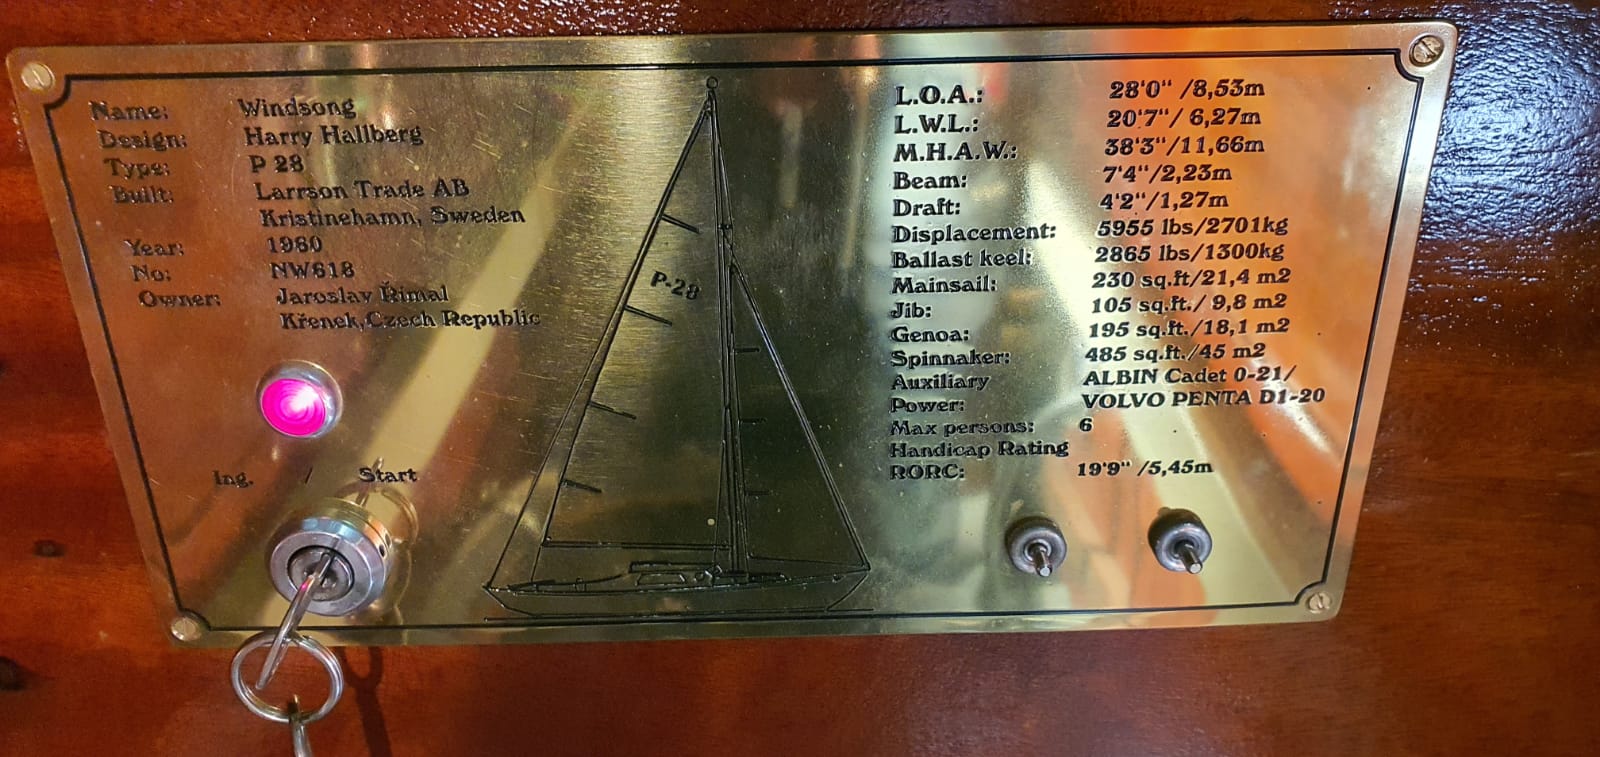 Name: Windsong
Design: Harry Hallberg
Type: P 28
Built: Larrson Trade AB
Kristinehamn, Sweden
Year: 1960
No: NW618
Owner: Jaroslav Římal
Křenek,Czech Republic
Ing. / Start
P-28
L.O.A.: 28'0" /8,53m
L.W.L.: 20'7"/ 6,27m
M.H.A.W.: 38'3"/11,66m
Beam: 7'4"/2,23m
Draft: 4'2"/1,27m
Displacement: 5955 lbs/2701kg
Ballast keel: 2865 lbs/1300kg
Mainsail: 230 sq.ft/21,4 m2
Jib: 105 sq.ft./ 9,8 m2
Genoa: 195 sq.ft./18,1 m2
Spinnaker: 485 sq.ft./45 m2
Auxiliary ALBIN Cadet 0-21/
Power: VOLVO PENTA D1-20
Max persons: 6
Handicap Rating
RORC: 19'9" /5,45m